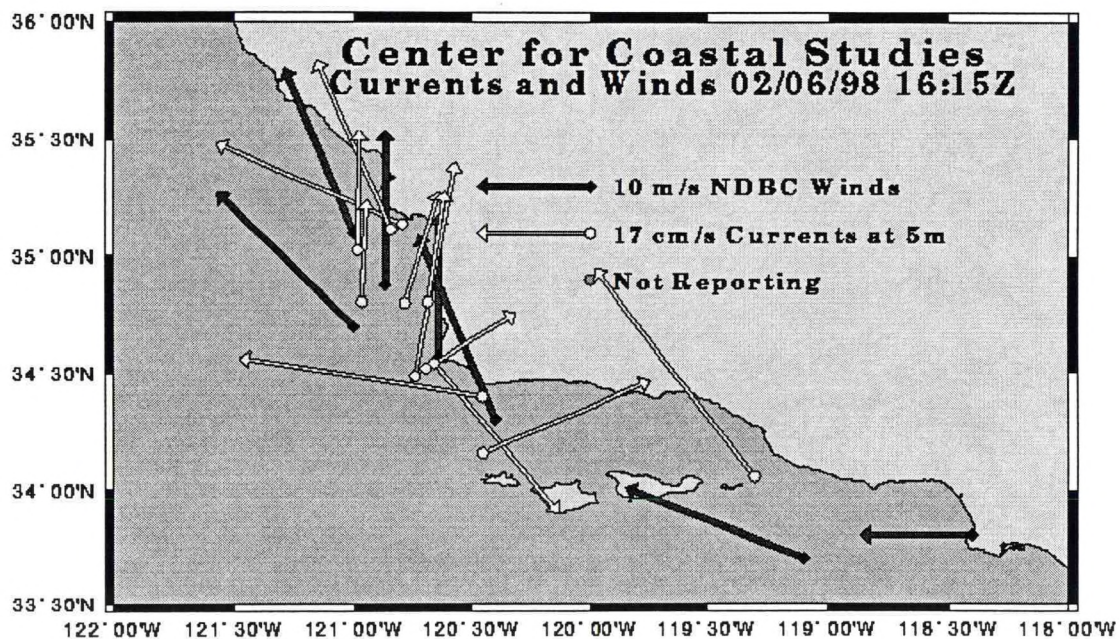 Center for Coastal Studies
Currents and Winds 02/06/98 16:15Z
36°00'N
35°30'N
10 m/s NDBC Winds
17 cm/s Currents at 5m
35°00'N
Not Reporting
34°30'N
34°00'N
33°30'N
122°00'W 121°30'W 121°00'W 120°30'W 120°00'W 119°30'W 119°00'W 118°30'W 118°00'W